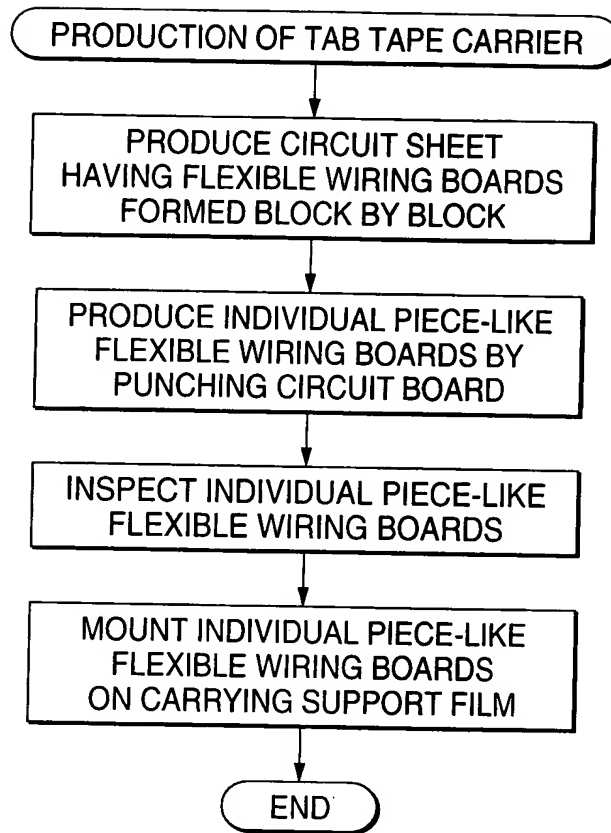 PRODUCTION OF TAB TAPE CARRIER
PRODUCE CIRCUIT SHEET
HAVING FLEXIBLE WIRING BOARDS
FORMED BLOCK BY BLOCK
PRODUCE INDIVIDUAL PIECE-LIKE
FLEXIBLE WIRING BOARDS BY
PUNCHING CIRCUIT BOARD
INSPECT INDIVIDUAL PIECE-LIKE
FLEXIBLE WIRING BOARDS
MOUNT INDIVIDUAL PIECE-LIKE
FLEXIBLE WIRING BOARDS
ON CARRYING SUPPORT FILM
END